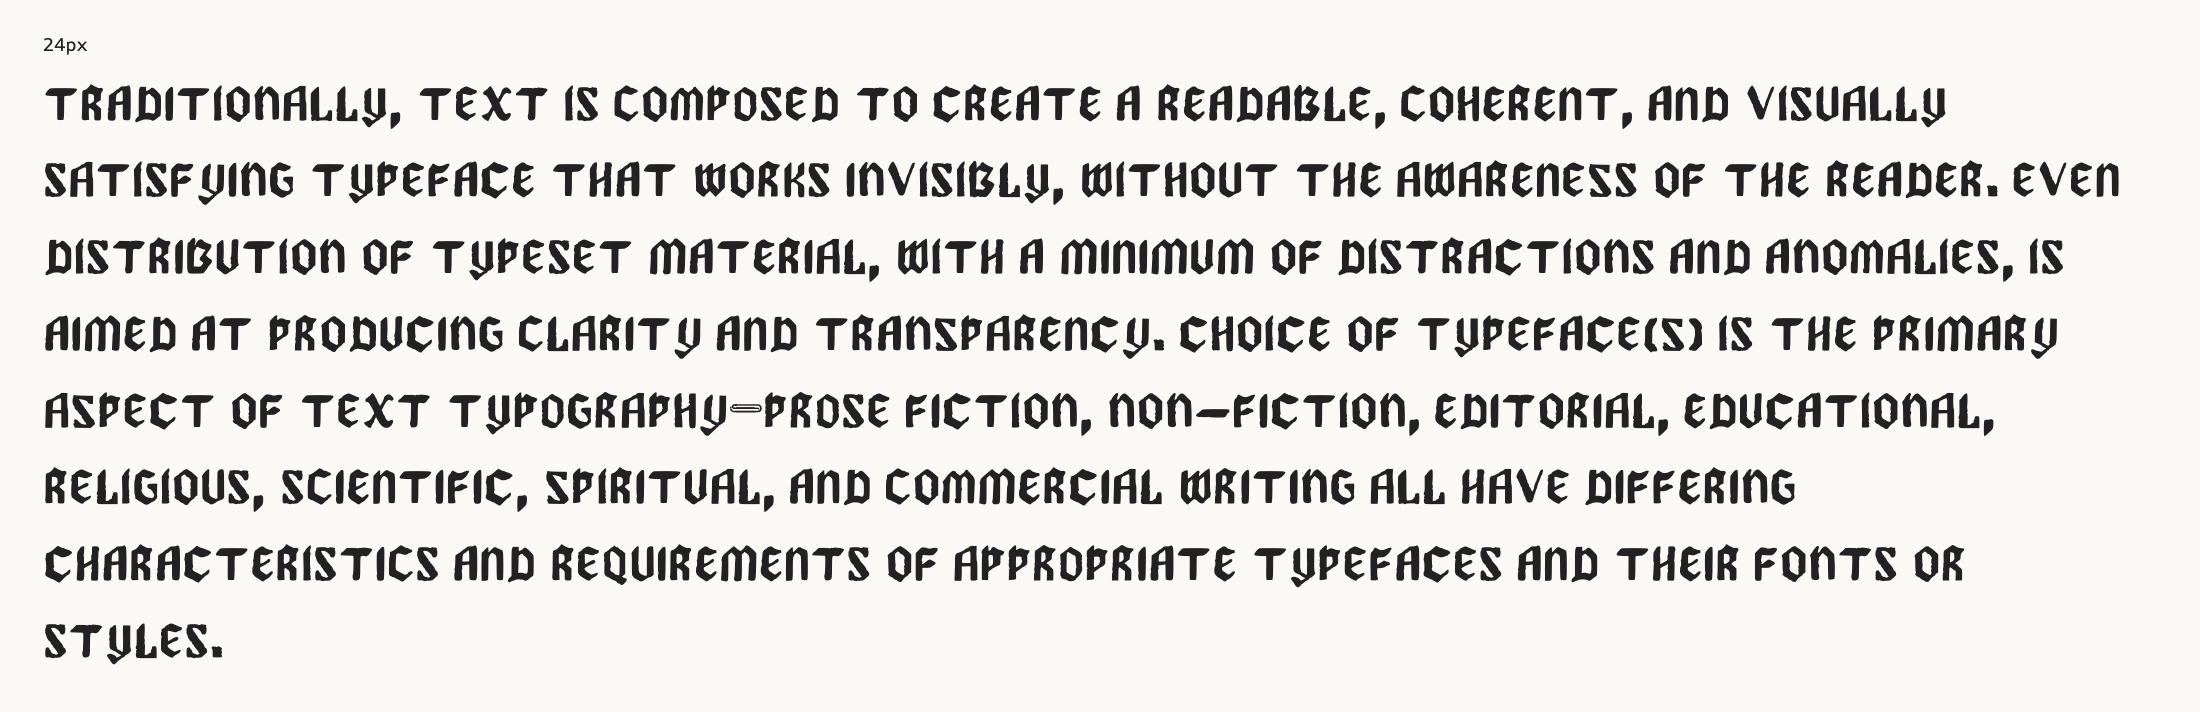 24px
TRADITIONALLY, TEXT IS COMPOSED TO CREATE A READABLE, COHERENT, AND VISUALLY
SATISFYING TYPEFACE THAT WORKS INVISIBLY, WITHOUT THE AWARENESS OF THE READER. EVEN
DISTRIBUTION OF TYPESET MATERIAL, WITH A MINIMUM OF DISTRACTIONS AND ANOMALIES, IS
AIMED AT PRODUCING CLARITY AND TRANSPARENCY. CHOICE OF TYPEFACE(S) IS THE PRIMARY
ASPECT OF TEXT TYPOGRAPHY—PROSE FICTION, NON-FICTION, EDITORIAL, EDUCATIONAL,
RELIGIOUS, SCIENTIFIC, SPIRITUAL, AND COMMERCIAL WRITING ALL HAVE DIFFERING
CHARACTERISTICS AND REQUIREMENTS OF APPROPRIATE TYPEFACES AND THEIR FONTS OR
STYLES.